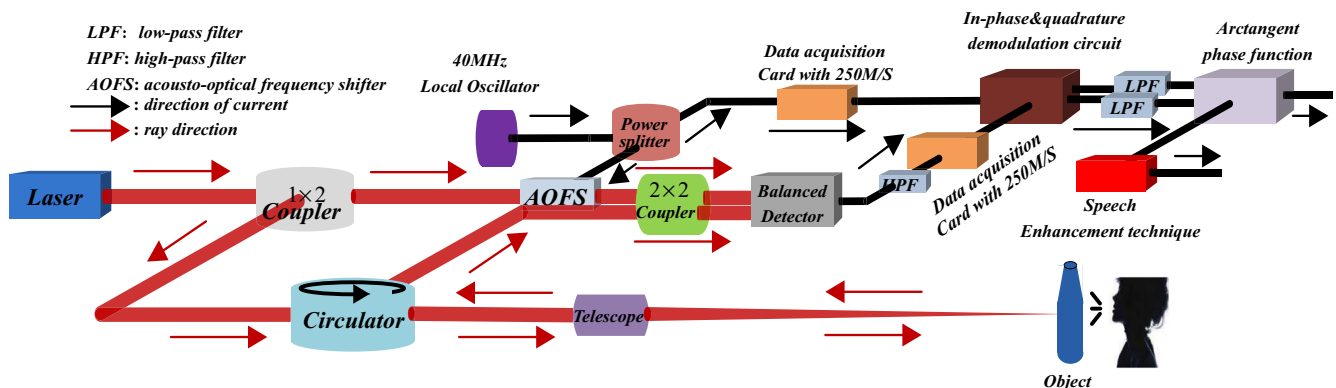 LPF: low-pass filter
HPF: high-pass filter
AOFS: acousto-optical frequency shifter
: direction of current
: ray direction
40MHz
Local Oscillator
Power
splitter
Data acquisition
Card with 250M/S
In-phase&quadrature
demodulation circuit
Arctangent
phase function
LPF
LPF
HPF
Data acquisition
Card with 250M/S
Speech
Enhancement technique
Laser
1×2
Coupler
AOFS
2×2
Coupler
Balanced
Detector
Circulator
Telescope
Object